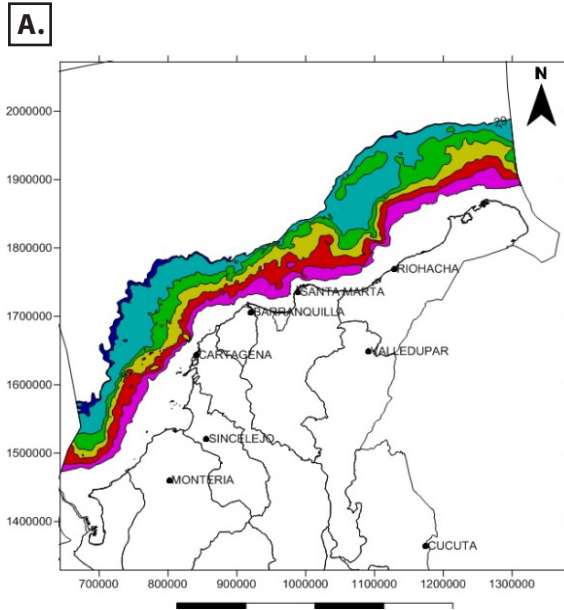 A.
N
29
2000000
1900000
1800000
1700000
1600000
1500000
1400000
RIOHACHA
SANTA MARTA
BARRANQUILLA
CARTAGENA
VALLEDUPAR
SINCELEJO
MONTERIA
CUCUTA
700000 800000 900000 1000000 1100000 1200000 1300000